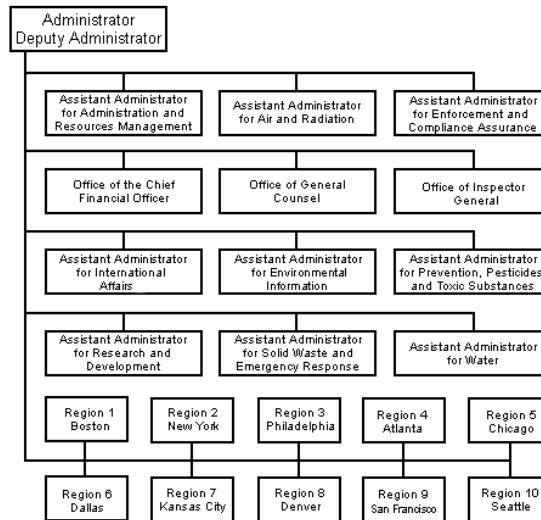 Administrator
Deputy Administrator
Assistant Administrator
for Administration and
Resources Management
Assistant Administrator
for Air and Radiation
Assistant Administrator
for Enforcement and
Compliance Assurance
Office of the Chief
Financial Officer
Office of General
Counsel
Office of Inspector
General
Assistant Administrator
for International
Affairs
Assistant Administrator
for Environmental
Information
Assistant Administrator
for Prevention, Pesticides
and Toxic Substances
Assistant Administrator
for Research and
Development
Assistant Administrator
for Solid Waste and
Emergency Response
Assistant Administrator
for Water
Region 1
Boston
Region 2
New York
Region 3
Philadelphia
Region 4
Atlanta
Region 5
Chicago
Region 6
Dallas
Region 7
Kansas City
Region 8
Denver
Region 9
San Francisco
Region 10
Seattle